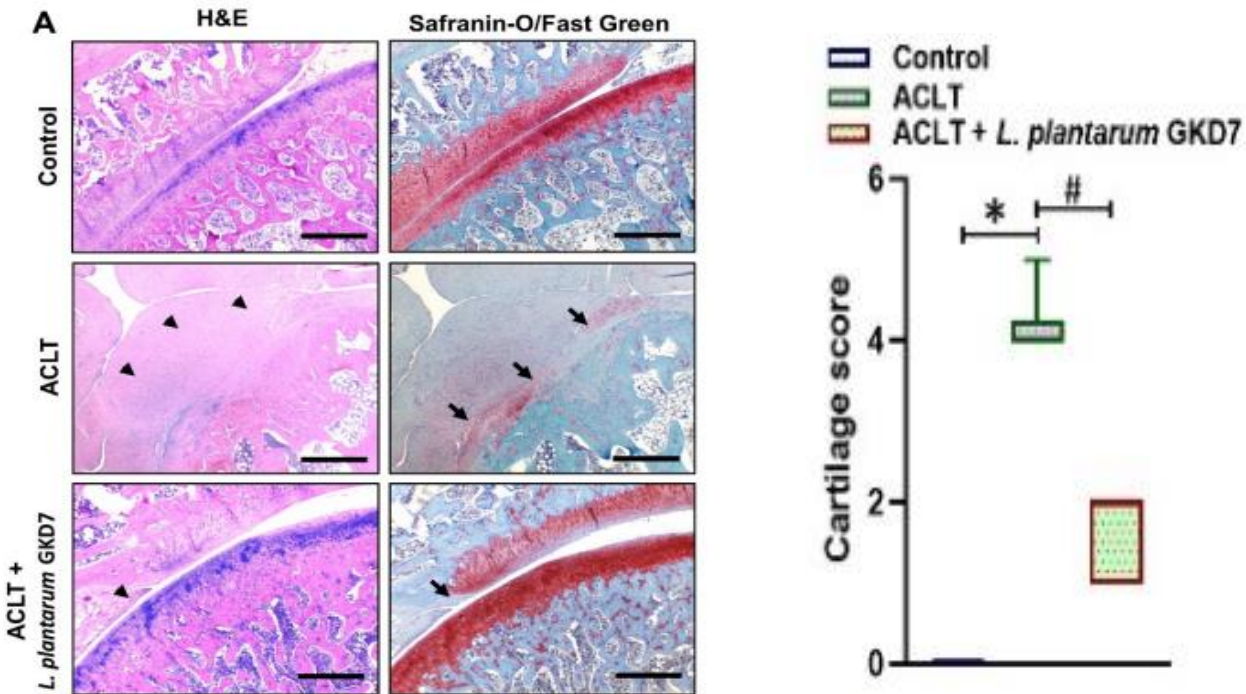 A
H&E
Safranin-O/Fast Green
Control
ACLT
ACLT +
L. plantarum GKD7
Control
ACLT
ACLT + L. plantarum GKD7
Cartilage score
6
4
2
0
*
#